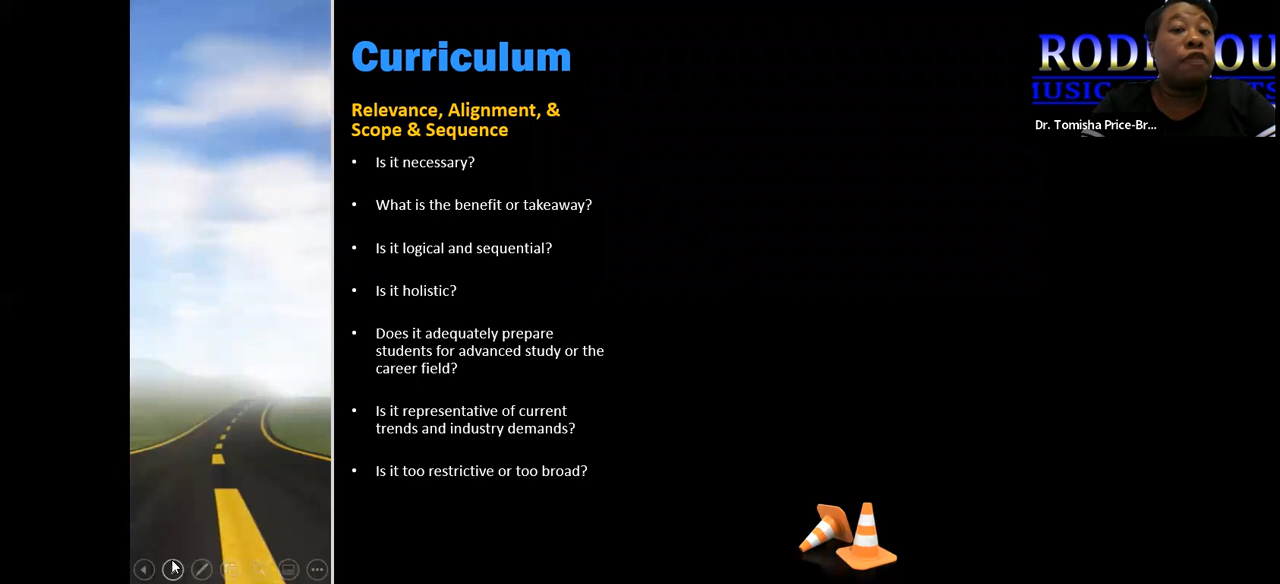 Curriculum
Relevance, Alignment, &
Scope & Sequence
• Is it necessary?
• What is the benefit or takeaway?
• Is it logical and sequential?
• Is it holistic?
• Does it adequately prepare
students for advanced study or the
career field?
• Is it representative of current
trends and industry demands?
• Is it too restrictive or too broad?
Dr. Tomisha Price-Br...